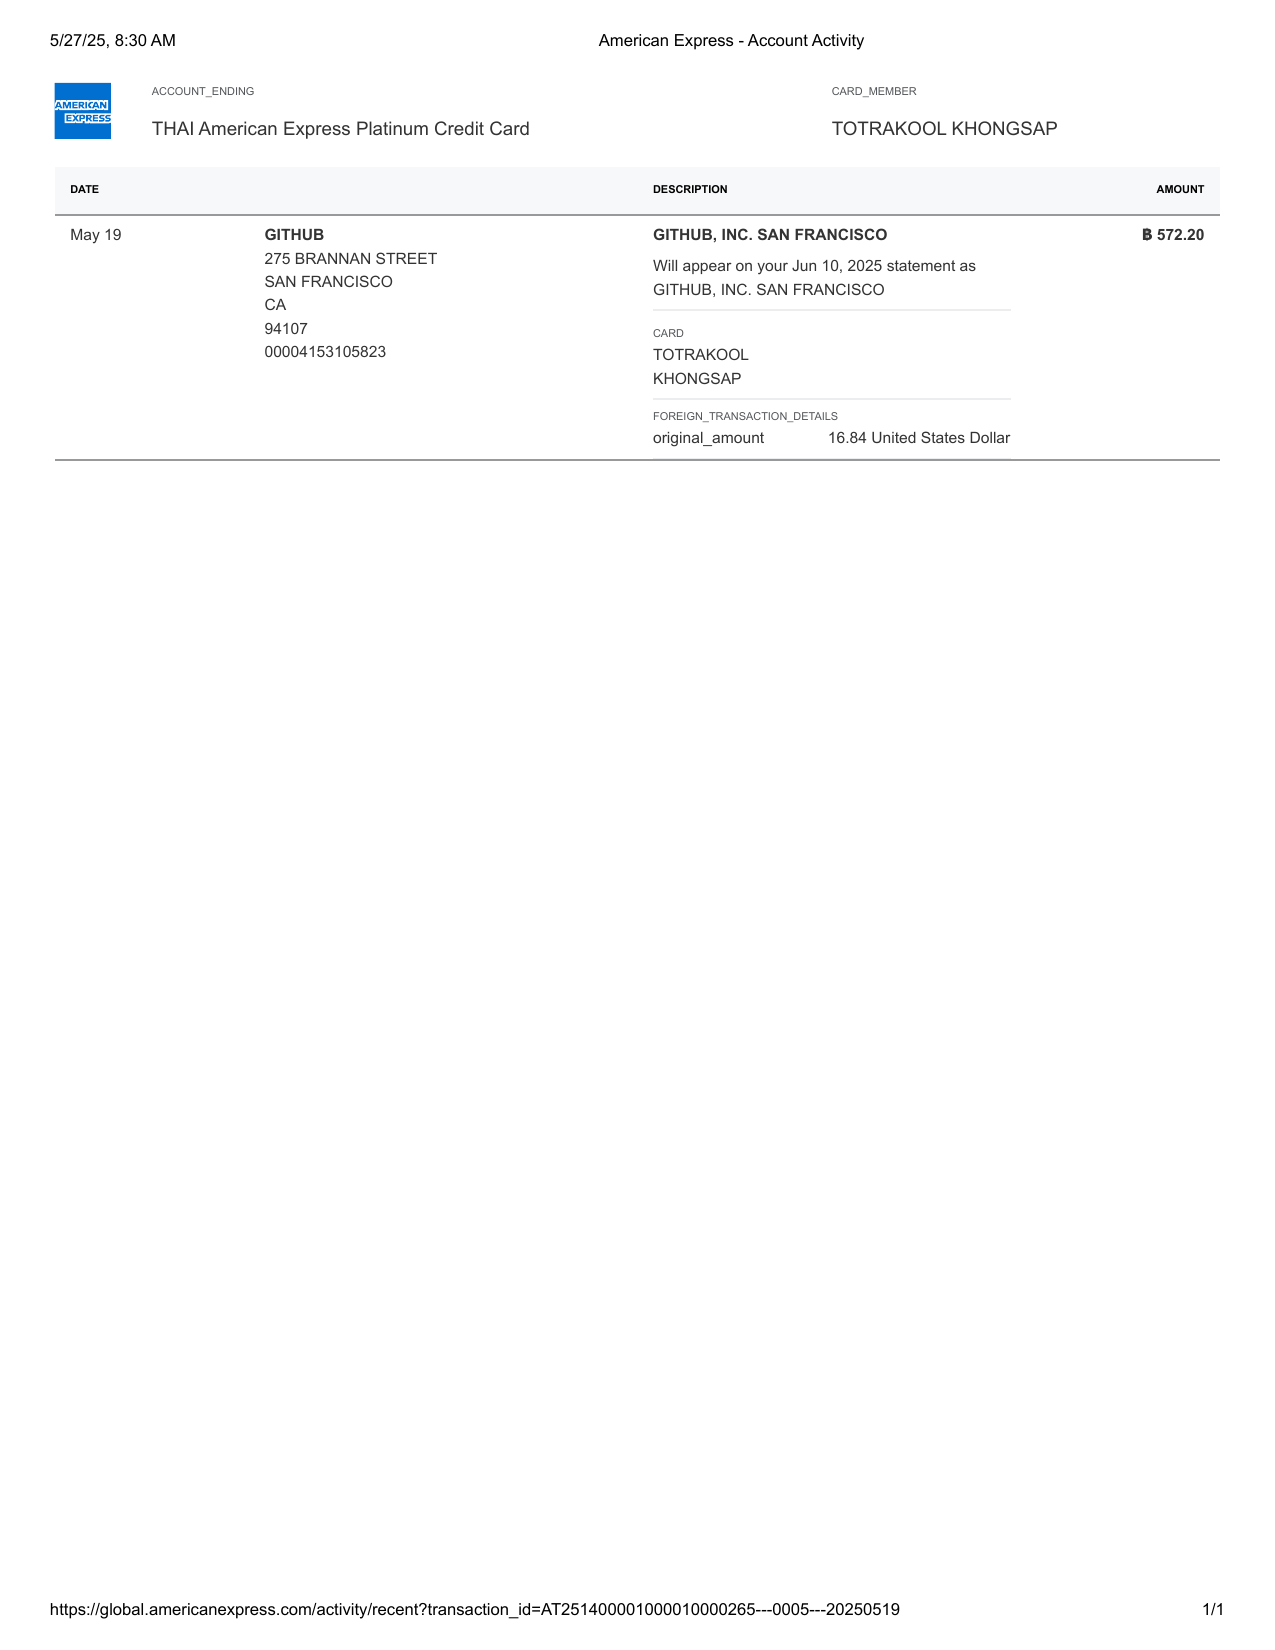 5/27/25, 8:30 AM American Express - Account Activity
AMERICAN
EXPRESS
ACCOUNT_ENDING CARD_MEMBER
THAI American Express Platinum Credit Card TOTRAKOOL KHONGSAP
DATE DESCRIPTION AMOUNT
May 19 GITHUB GITHUB, INC. SAN FRANCISCO ฿ 572.20
275 BRANNAN STREET
SAN FRANCISCO
CA
94107
00004153105823
Will appear on your Jun 10, 2025 statement as
GITHUB, INC. SAN FRANCISCO
CARD
TOTRAKOOL
KHONGSAP
FOREIGN_TRANSACTION_DETAILS
original_amount 16.84 United States Dollar
https://global.americanexpress.com/activity/recent?transaction_id=AT251400001000010000265---0005---20250519 1/1